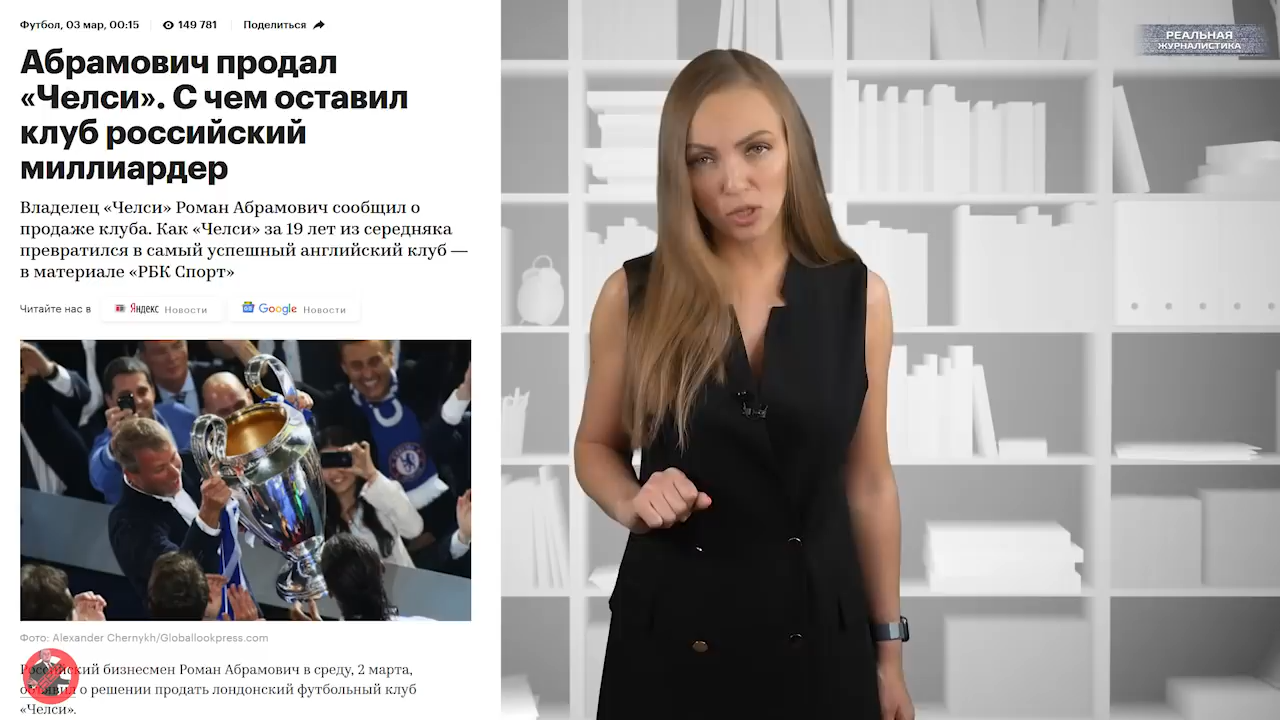 Футбол, 03 мар, 00:15 149 781 Поделиться
Абрамович продал
«Челси». С чем оставил
клуб российский
миллиардер
Владелец «Челси» Роман Абрамович сообщил о
продаже клуба. Как «Челси» за 19 лет из середняка
превратился в самый успешный английский клуб —
в материале «РБК Спорт»
Читайте нас в Яндекс Новости Google Новости
Фото: Alexander Chernykh/Globallookpress.com
Российский бизнесмен Роман Абрамович в среду, 2 марта,
объявил о решении продать лондонский футбольный клуб
«Челси».
РЕАЛЬНАЯ
ЖУРНАЛИСТИКА